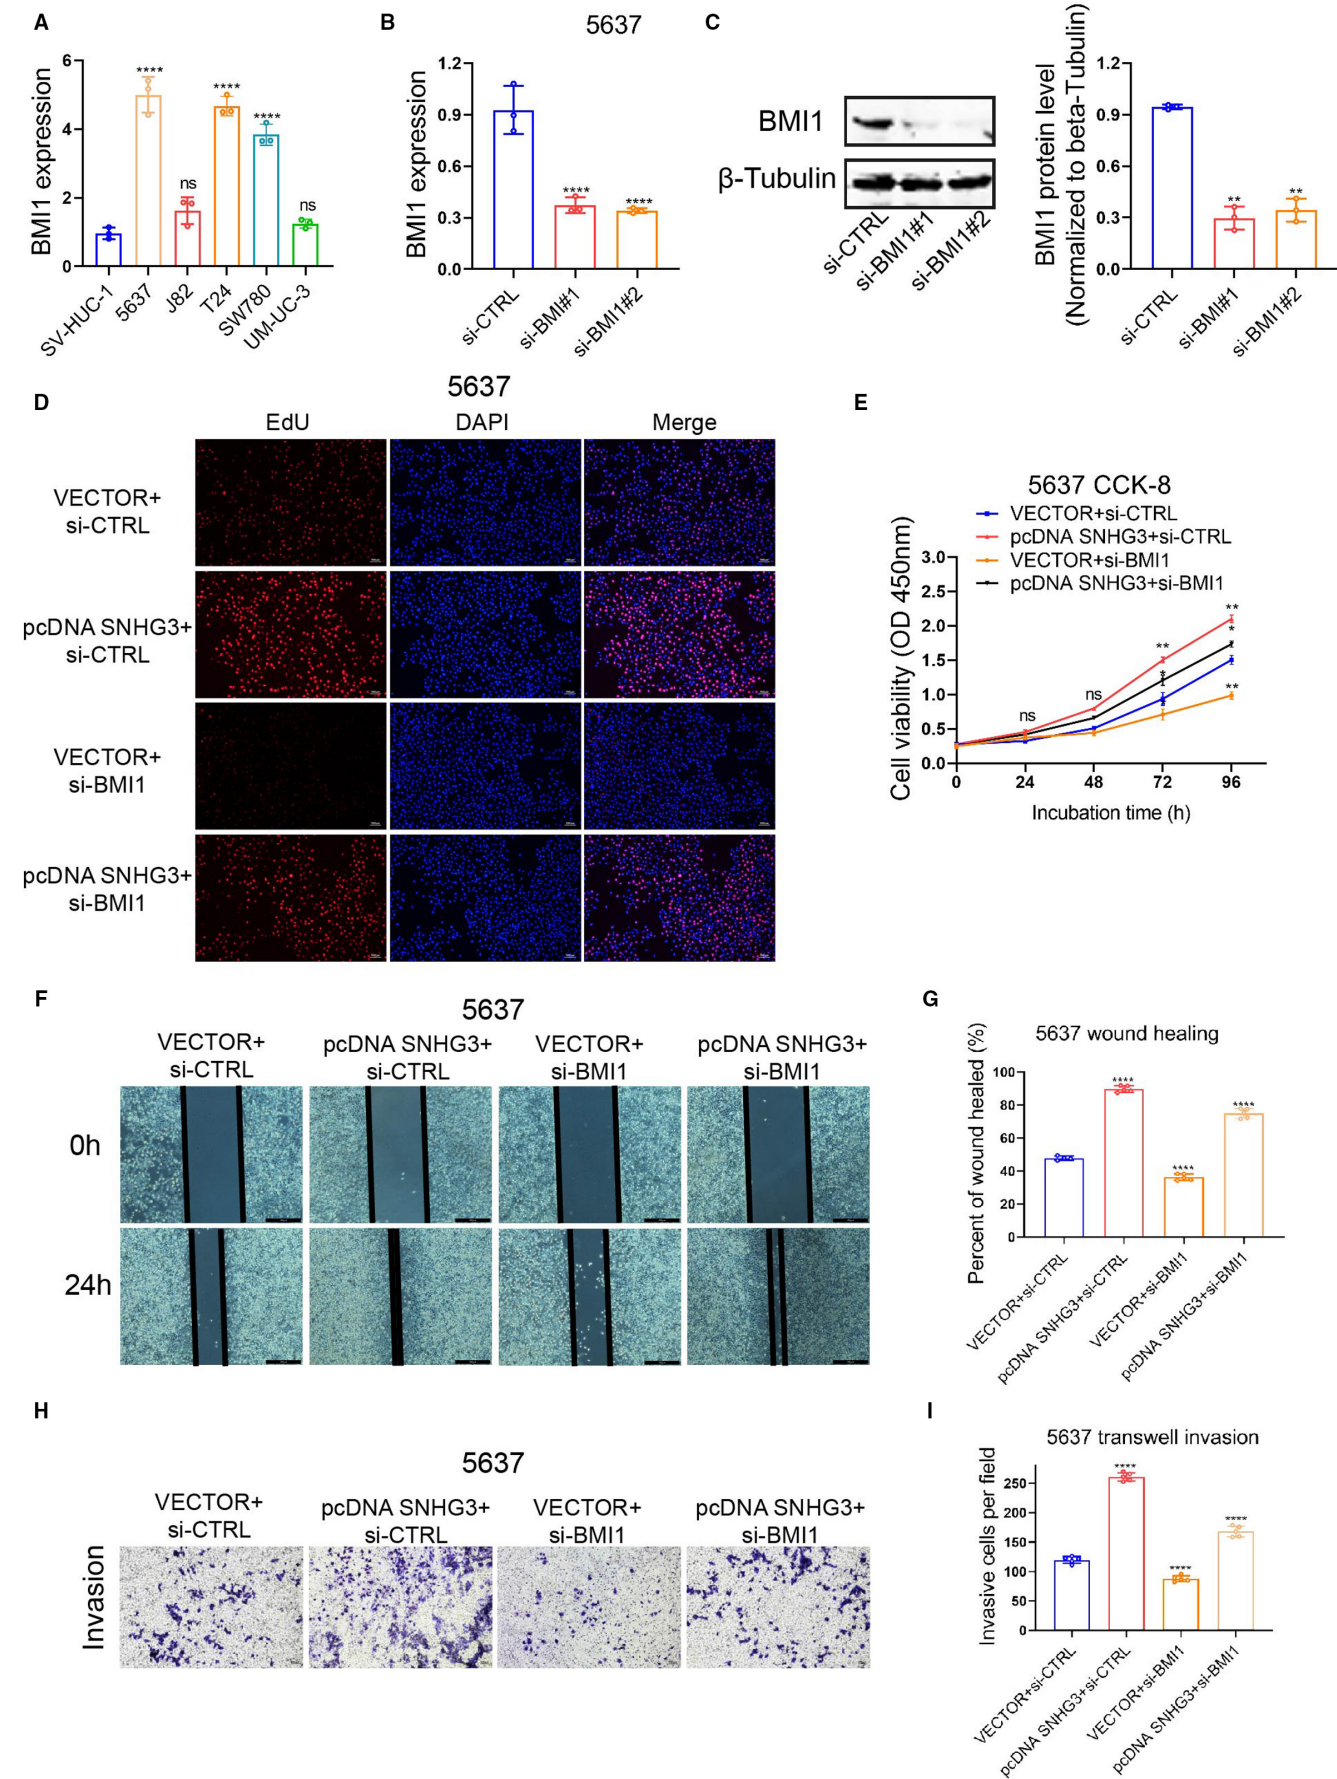 A
BMI1 expression
6
4
2
0
****
ns
****
****
ns
SV-HUC-1
5637
J82
T24
SW780
UM-UC-3
B
5637
BMI1 expression
1.2
0.9
0.6
0.3
0.0
****
****
si-CTRL
si-BMI#1
si-BMI1#2
C
BMI1
β-Tubulin
si-CTRL
si-BMI1#1
si-BMI1#2
BMI1 protein level
(Normalized to beta-Tubulin)
1.2
0.9
0.6
0.3
0.0
**
**
si-CTRL
si-BMI#1
si-BMI1#2
D
5637
EdU
DAPI
Merge
VECTOR+
si-CTRL
pcDNA SNHG3+
si-CTRL
VECTOR+
si-BMI1
pcDNA SNHG3+
si-BMI1
E
5637 CCK-8
VECTOR+si-CTRL
pcDNA SNHG3+si-CTRL
VECTOR+si-BMI1
pcDNA SNHG3+si-BMI1
Cell viability (OD 450nm)
3.0
2.5
2.0
1.5
1.0
0.5
0.0
ns
ns
**
*
*
**
*
**
0
24
48
72
96
Incubation time (h)
F
5637
VECTOR+
si-CTRL
pcDNA SNHG3+
si-CTRL
VECTOR+
si-BMI1
pcDNA SNHG3+
si-BMI1
0h
24h
G
5637 wound healing
Percent of wound healed (%)
100
80
60
40
20
0
****
****
****
VECTOR+si-CTRL
pcDNA SNHG3+si-CTRL
VECTOR+si-BMI1
pcDNA SNHG3+si-BMI1
H
5637
VECTOR+
si-CTRL
pcDNA SNHG3+
si-CTRL
VECTOR+
si-BMI1
pcDNA SNHG3+
si-BMI1
Invasion
I
5637 transwell invasion
Invasive cells per field
250
200
150
100
50
0
****
****
****
VECTOR+si-CTRL
pcDNA SNHG3+si-CTRL
VECTOR+si-BMI1
pcDNA SNHG3+si-BMI1